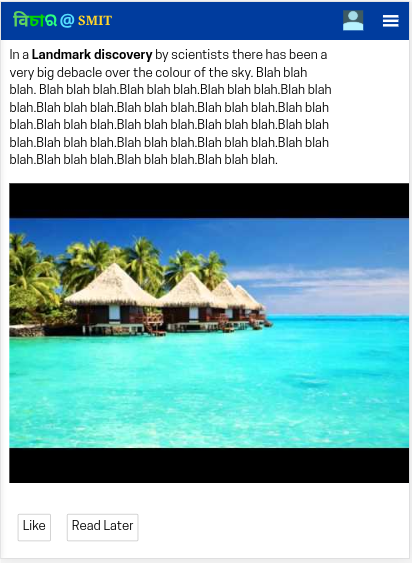 विચાର @ SMIT
In a Landmark discovery by scientists there has been a
very big debacle over the colour of the sky. Blah blah
blah. Blah blah blah.Blah blah blah.Blah blah blah.Blah blah
blah.Blah blah blah.Blah blah blah.Blah blah blah.Blah blah
blah.Blah blah blah.Blah blah blah.Blah blah blah.Blah blah
blah.Blah blah blah.Blah blah blah.Blah blah blah.Blah blah
blah.Blah blah blah.Blah blah blah.Blah blah blah.
Like
Read Later